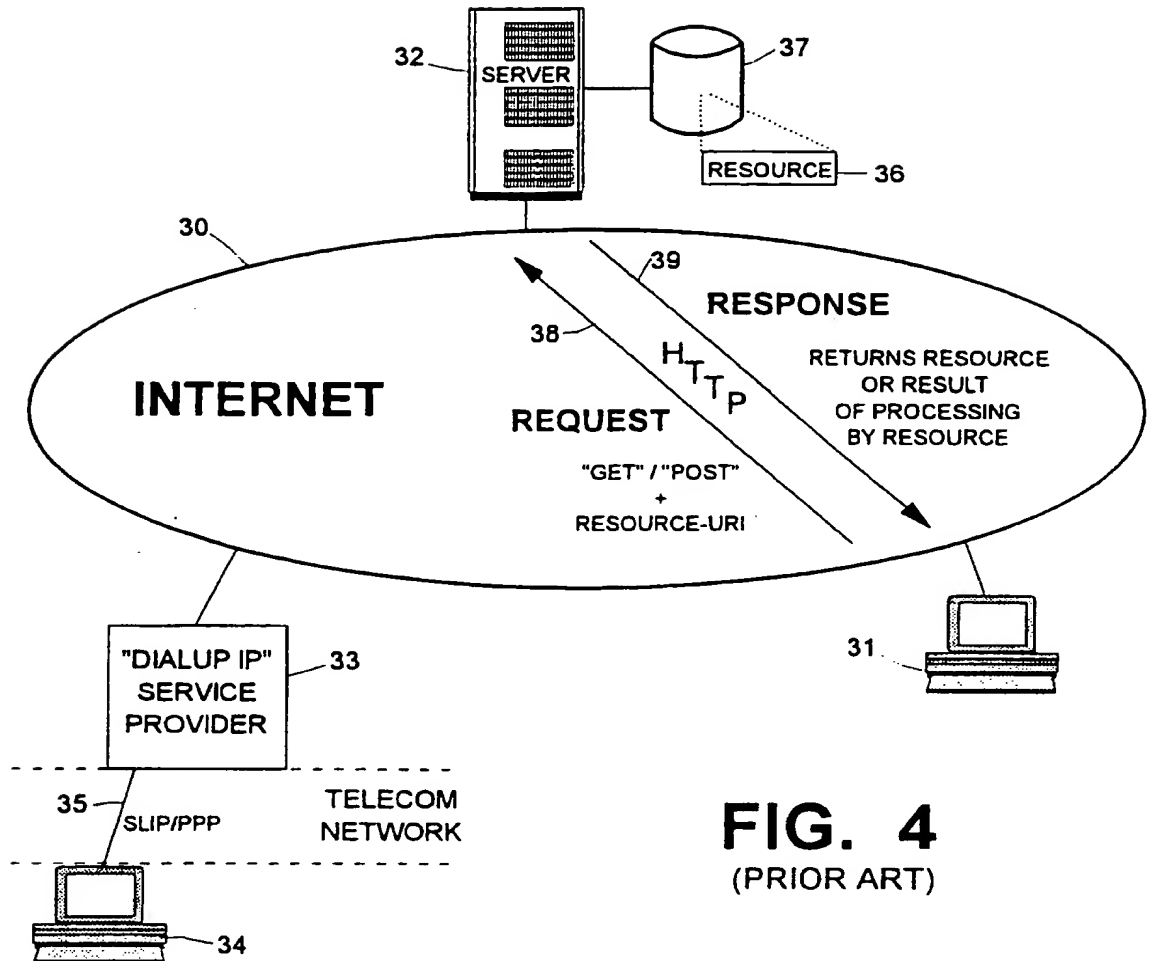 32
SERVER
37
RESOURCE
36
30
39
RESPONSE
38
HTTP
RETURNS RESOURCE
OR RESULT
OF PROCESSING
BY RESOURCE
INTERNET
REQUEST
"GET" / "POST"
+
RESOURCE-URI
"DIALUP IP"
SERVICE
PROVIDER
33
31
35
SLIP/PPP
TELECOM
NETWORK
34
FIG. 4
(PRIOR ART)